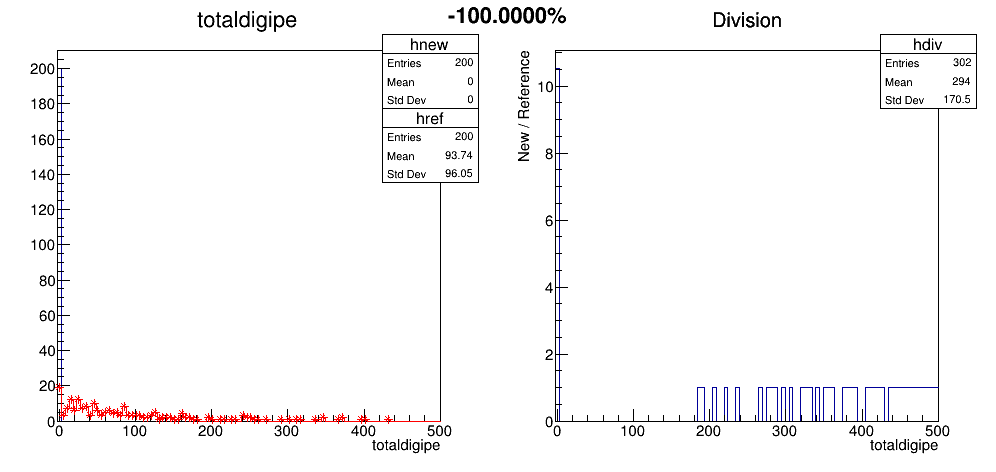 totaldigipe
-100.0000%
Division
hnew
Entries 200
Mean 0
Std Dev 0
href
Entries 200
Mean 93.74
Std Dev 96.05
200
180
160
140
120
100
80
60
40
20
0
0 100 200 300 400 500
totaldigipe
hdiv
Entries 302
Mean 294
Std Dev 170.5
New / Reference
10
8
6
4
2
0
0 100 200 300 400 500
totaldigipe